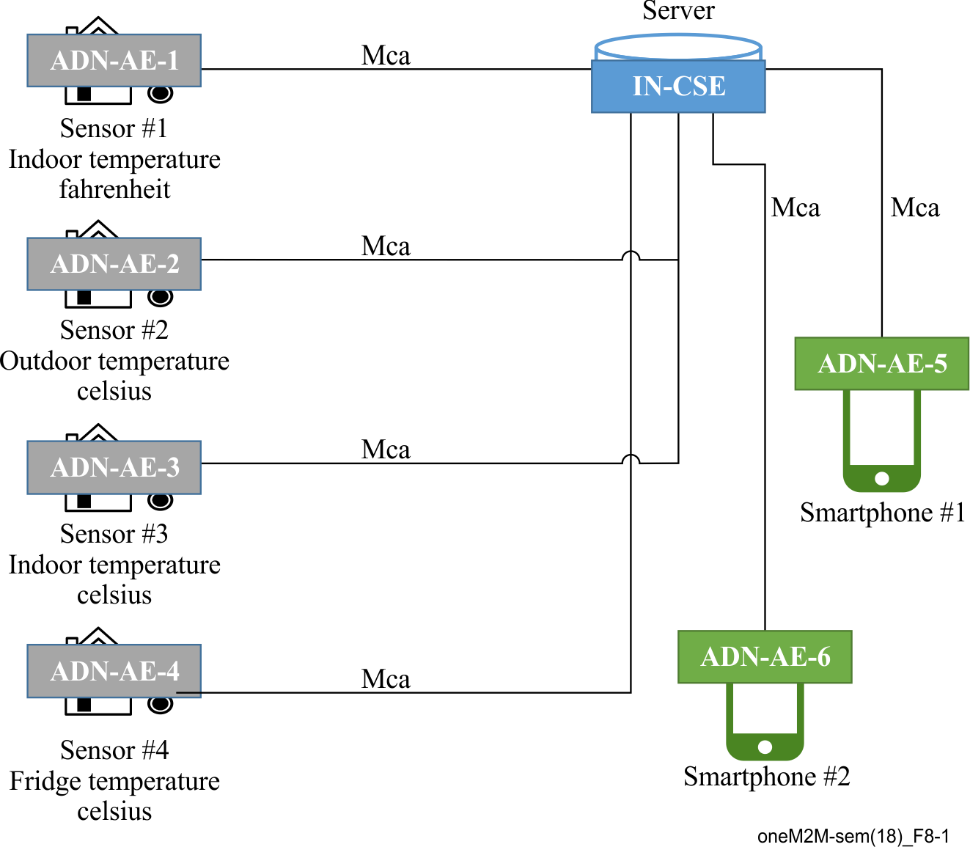 Server
ADN-AE-1
Mca
IN-CSE
Sensor #1
Indoor temperature
fahrenheit
Mca
Mca
ADN-AE-2
Mca
Sensor #2
Outdoor temperature
celsius
ADN-AE-5
ADN-AE-3
Mca
Smartphone #1
Sensor #3
Indoor temperature
celsius
ADN-AE-4
Mca
ADN-AE-6
Sensor #4
Fridge temperature
celsius
Smartphone #2
oneM2M-sem(18)_F8-1